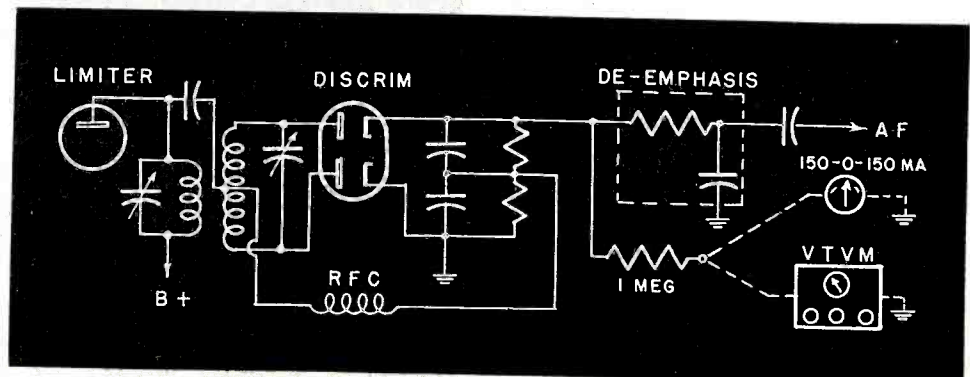 LIMITER
DISCRIM
DE-EMPHASIS
A-F
150-0-150 MA
B+
RFC
1 MEG
VTVM